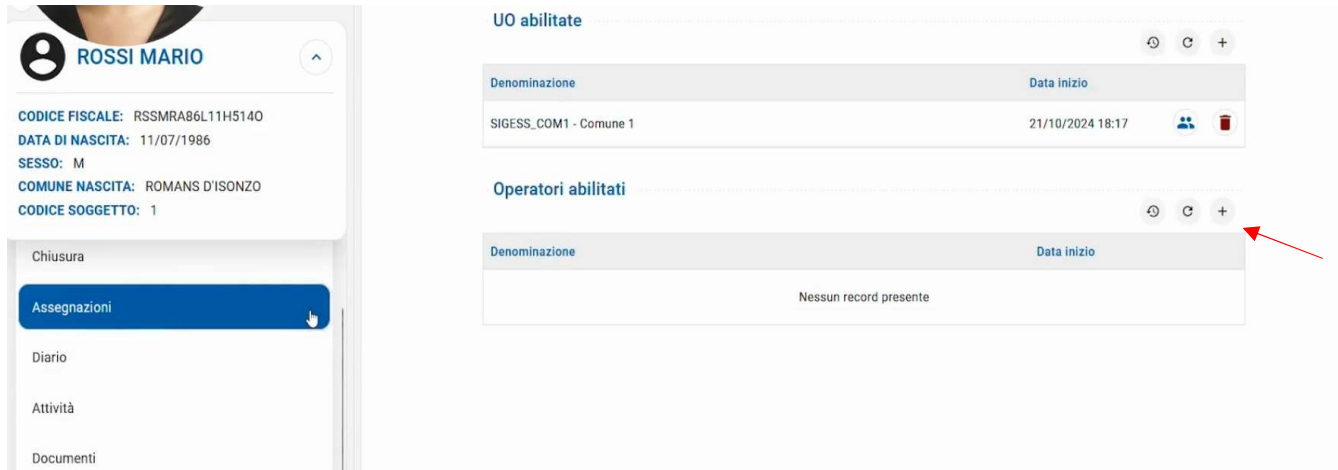 ROSSI MARIO
CODICE FISCALE: RSSMRA86L11H514O
DATA DI NASCITA: 11/07/1986
SESSO: M
COMUNE NASCITA: ROMANS D'ISONZO
CODICE SOGGETTO: 1
Chiusura
Assegnazioni
Diario
Attività
Documenti
UO abilitate
Denominazione Data inizio
SIGESS_COM1 - Comune 1 21/10/2024 18:17
Operatori abilitati
Denominazione Data inizio
Nessun record presente